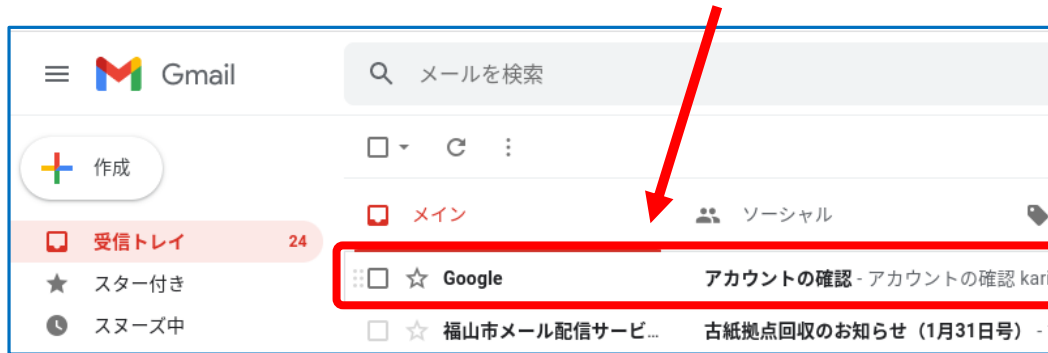 Gmail
メールを検索
作成
メイン
ソーシャル
受信トレイ 24
Google アカウントの確認 - アカウントの確認 kari
スター付き
スヌーズ中
福山市メール配信サービ… 古紙拠点回収のお知らせ（1月31日号） -